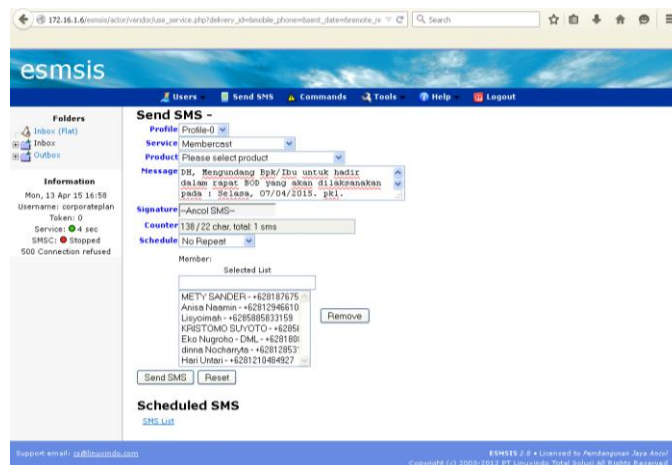 172.16.1.6/esmsis/actor/vendor/use_service.php?delivery_id=&mobile_phone=&sent_date=&remote_re
Search
esmsis
Users Send SMS Commands Tools Help Logout
Folders
Inbox (Flat)
Inbox
Outbox
Information
Mon, 13 Apr 15 16:58
Username: corporateplan
Token: 0
Service: 4 sec
SMSC: Stopped
500 Connection refused
Send SMS -
Profile Profile-0
Service Membercast
Product Please select product
Message DH, Mengundang Bpk/Ibu untuk hadir
dalam rapat BOD yang akan dilaksanakan
pada : Selasa, 07/04/2015. pkl.
Signature --Ancol SMS--
Counter 138/22 char, total: 1 sms
Schedule No Repeat
Member:
Selected List
METY SANDER - +628187675
Anisa Naamin - +62812946610
Lisyoimah - +6285885833159
KRISTOMO SUYOTO - +6285
Eko Nugroho - DML - +628180
dinna Nocharryta - +62812853
Hari Untari - +6281210484927
Remove
Send SMS Reset
Scheduled SMS
SMS List
Support email: cs@linuxindo.com
ESMSIS 2.8 • Licensed to Pembangunan Jaya Ancol
Copyright (c) 2005-2012 PT Linuxindo Total Solusi All Rights Reserved